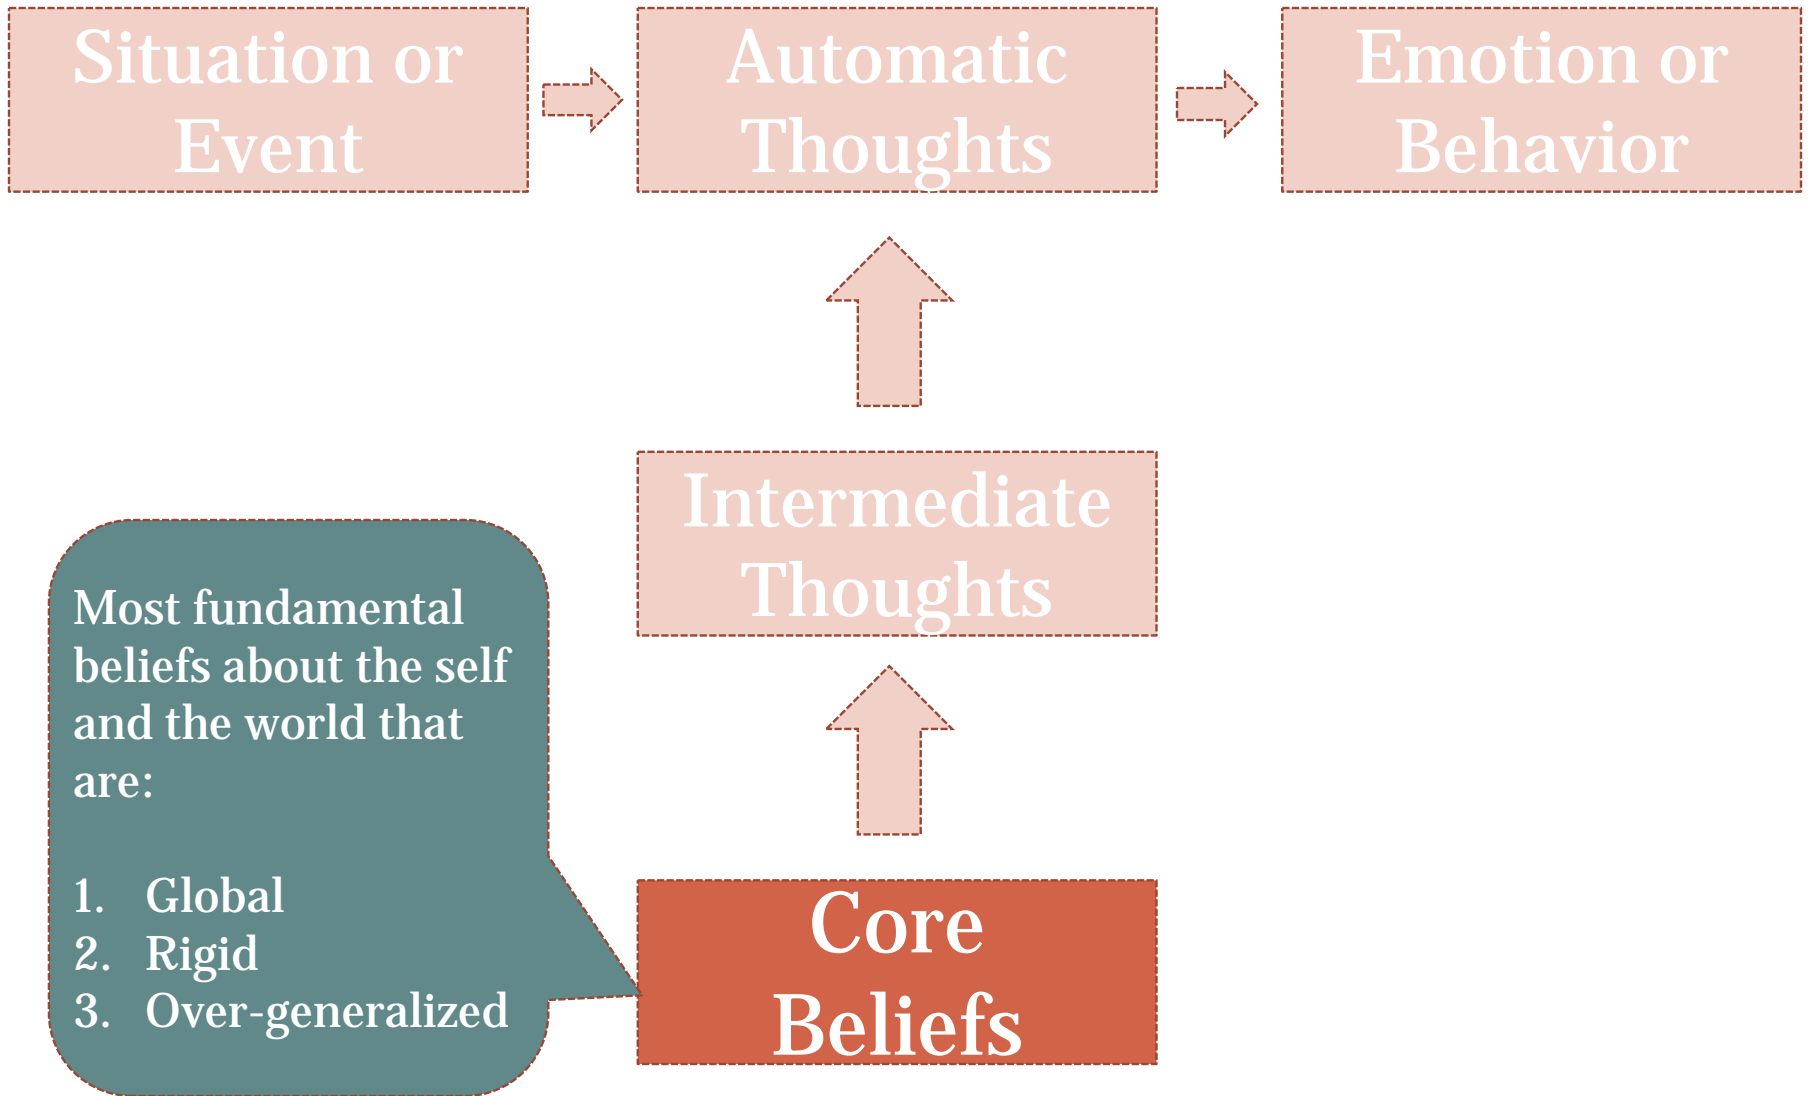 Situation or
Event
Automatic
Thoughts
Emotion or
Behavior
Intermediate
Thoughts
Most fundamental
beliefs about the self
and the world that
are:
1. Global
2. Rigid
3. Over-generalized
Core
Beliefs